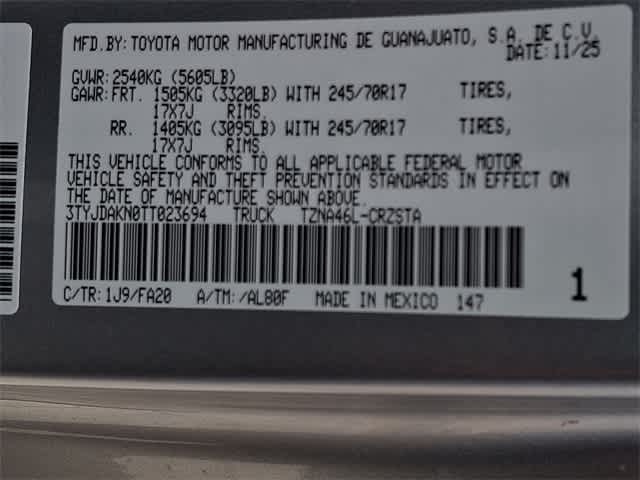 MFD.BY: TOYOTA MOTOR MANUFACTURING DE GUANAJUATO, S.A. DE C.V.
DATE: 11/25
GVWR: 2540KG (5605LB)
GAWR: FRT. 1505KG (3320LB) WITH 245/70R17 TIRES,
17X7J RIMS.
RR. 1405KG (3095LB) WITH 245/70R17 TIRES,
17X7J RIMS.
THIS VEHICLE CONFORMS TO ALL APPLICABLE FEDERAL MOTOR
VEHICLE SAFETY AND THEFT PREVENTION STANDARDS IN EFFECT ON
THE DATE OF MANUFACTURE SHOWN ABOVE.
3TYJDAKN0TT023694 TRUCK TZNA46L-CRZSTA
C/TR: 1J9/FA20 A/TM: /AL80F MADE IN MEXICO 147
1